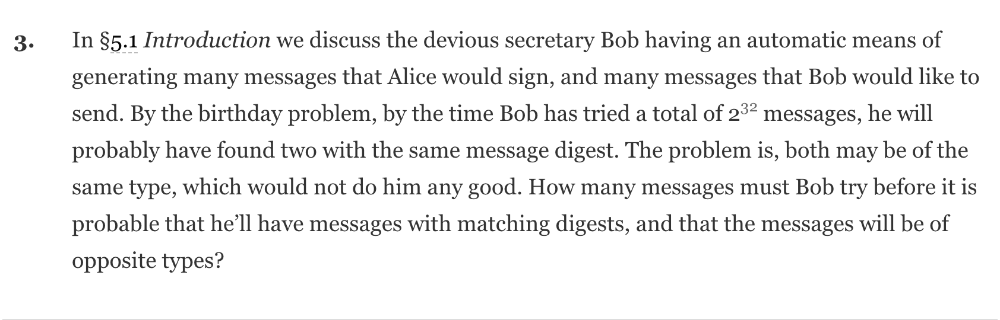 3. In §5.1 Introduction we discuss the devious secretary Bob having an automatic means of
generating many messages that Alice would sign, and many messages that Bob would like to
send. By the birthday problem, by the time Bob has tried a total of 2³² messages, he will
probably have found two with the same message digest. The problem is, both may be of the
same type, which would not do him any good. How many messages must Bob try before it is
probable that he’ll have messages with matching digests, and that the messages will be of
opposite types?